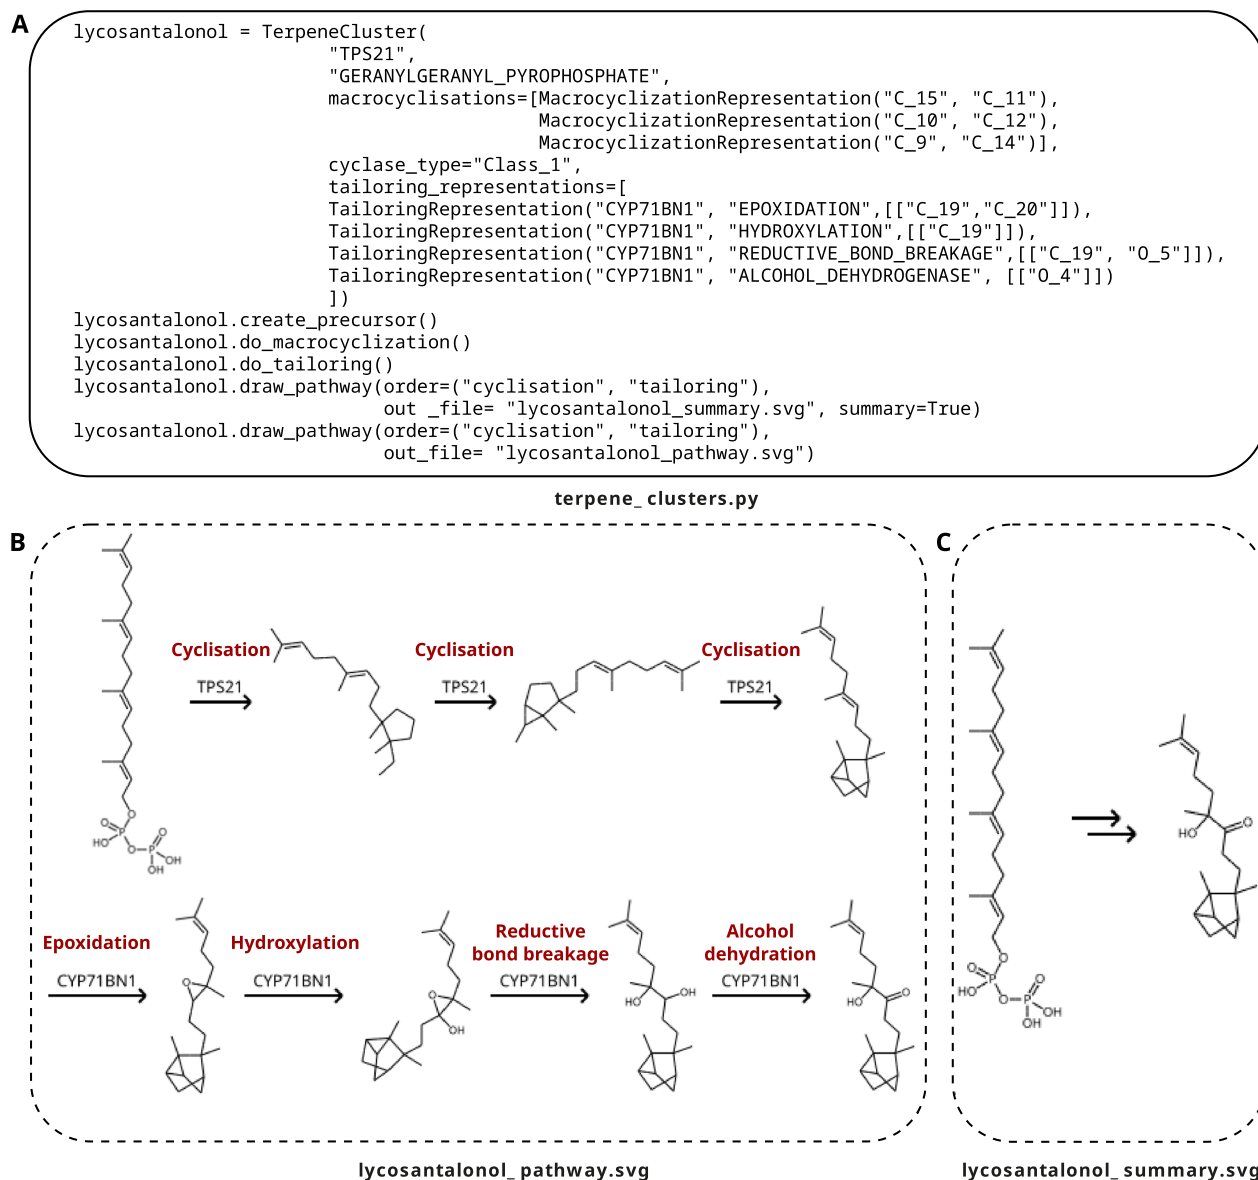 A
lycosantalonol = TerpeneCluster(
"TPS21",
"GERANYLGERANYL_PYROPHOSPHATE",
macrocyclisations=[MacrocyclizationRepresentation("C_15", "C_11"),
MacrocyclizationRepresentation("C_10", "C_12"),
MacrocyclizationRepresentation("C_9", "C_14")],
cyclase_type="Class_1",
tailoring_representations=[
TailoringRepresentation("CYP71BN1", "EPOXIDATION",[["C_19","C_20"]]),
TailoringRepresentation("CYP71BN1", "HYDROXYLATION",[["C_19"]]),
TailoringRepresentation("CYP71BN1", "REDUCTIVE_BOND_BREAKAGE",[["C_19", "O_5"]]),
TailoringRepresentation("CYP71BN1", "ALCOHOL_DEHYDROGENASE", [["O_4"]])
])
lycosantalonol.create_precursor()
lycosantalonol.do_macrocyclization()
lycosantalonol.do_tailoring()
lycosantalonol.draw_pathway(order=("cyclisation", "tailoring"),
out _file= "lycosantalonol_summary.svg", summary=True)
lycosantalonol.draw_pathway(order=("cyclisation", "tailoring"),
out_file= "lycosantalonol_pathway.svg")
terpene_ clusters.py
B
Cyclisation
TPS21
Cyclisation
TPS21
Cyclisation
TPS21
O
O
P
HO
O
P
O
OH
OH
Epoxidation
CYP71BN1
O
Hydroxylation
CYP71BN1
O
OH
Reductive
bond breakage
CYP71BN1
HO
OH
Alcohol
dehydration
CYP71BN1
HO
O
lycosantalonol_ pathway.svg
C
O
O
P
HO
O
P
O
OH
OH
HO
O
lycosantalonol_ summary.svg